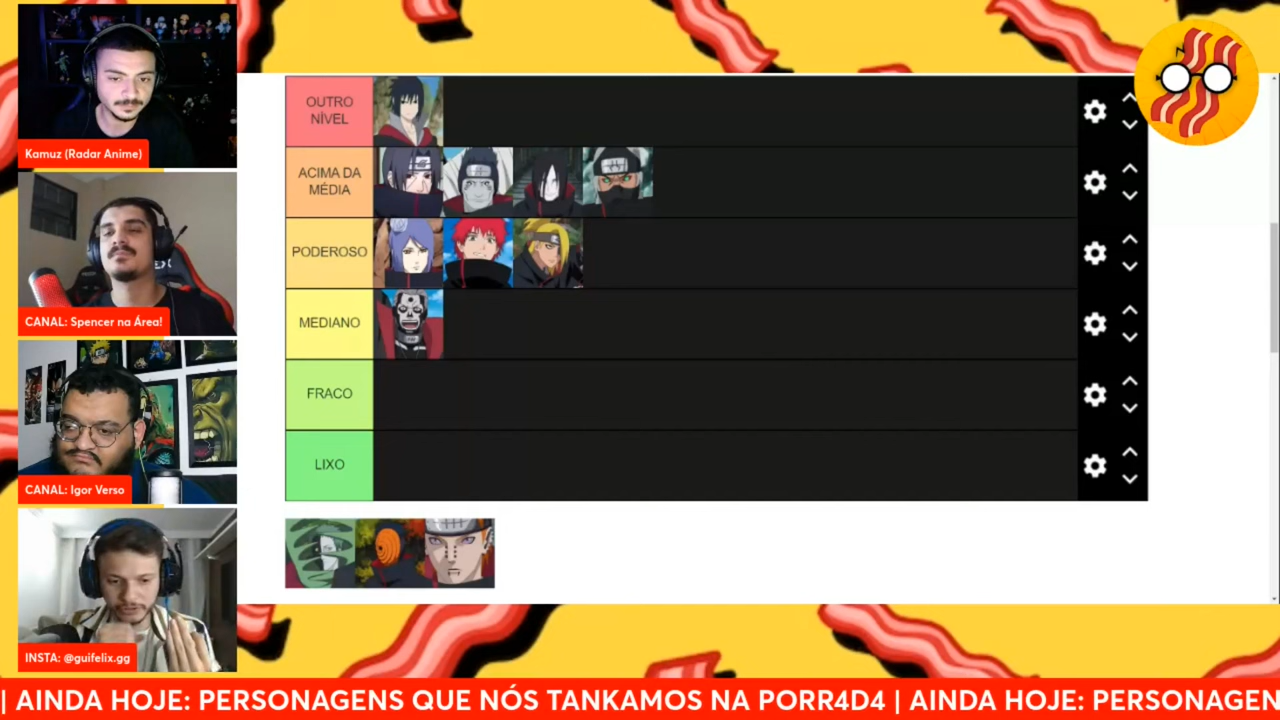 Kamuz (Radar Anime)
CANAL: Spencer na Área!
CANAL: Igor Verso
INSTA: @guifelix.gg
OUTRO
NÍVEL
ACIMA DA
MÉDIA
PODEROSO
MEDIANO
FRACO
LIXO
| AINDA HOJE: PERSONAGENS QUE NÓS TANKAMOS NA PORR4D4 | AINDA HOJE: PERSONAGEN